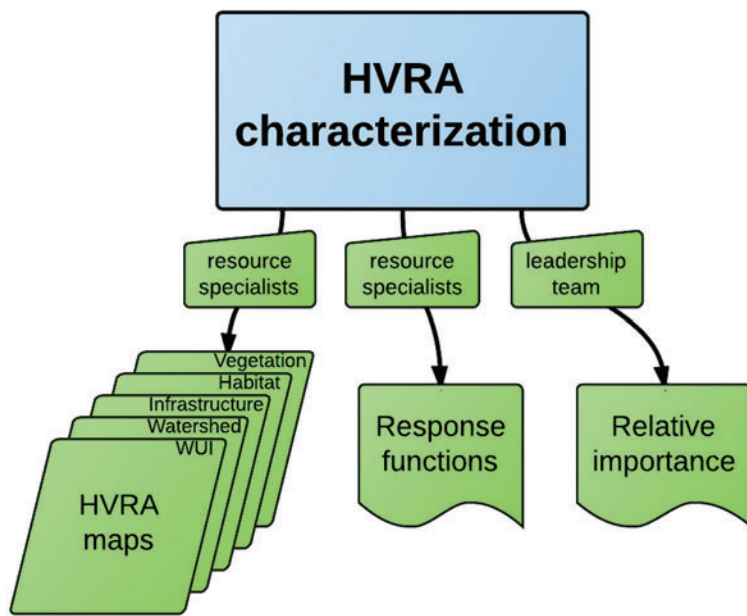 HVRA
characterization
resource
specialists
resource
specialists
leadership
team
Vegetation
Habitat
Infrastructure
Watershed
WUI
HVRA
maps
Response
functions
Relative
importance